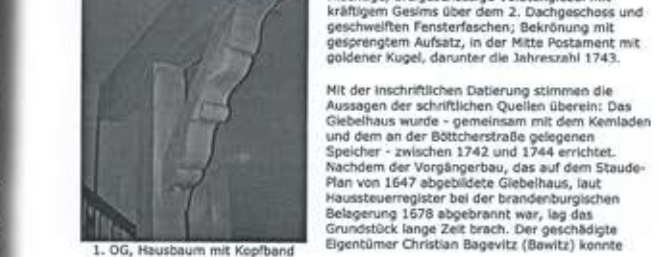 kräftigem Gesims über dem 2. Dachgeschoss und
geschweiften Fensterfaschen; Bekrönung mit
gesprengtem Aufsatz, in der Mitte Postament mit
goldener Kugel, darunter die Jahreszahl 1743.
Mit der inschriftlichen Datierung stimmen die
Aussagen der schriftlichen Quellen überein: Das
Giebelhaus wurde - gemeinsam mit dem Kemladen
und dem an der Böttcherstraße gelegenen
Speicher - zwischen 1742 und 1744 errichtet.
Nachdem der Vorgängerbau, das auf dem Staude-
Plan von 1647 abgebildete Giebelhaus, laut
Haussteuerregister bei der brandenburgischen
Belagerung 1678 abgebrannt war, lag das
Grundstück lange Zeit brach. Der geschädigte
Eigentümer Christian Bagevitz (Bawitz) konnte
1. OG, Hausbaum mit Kopfband